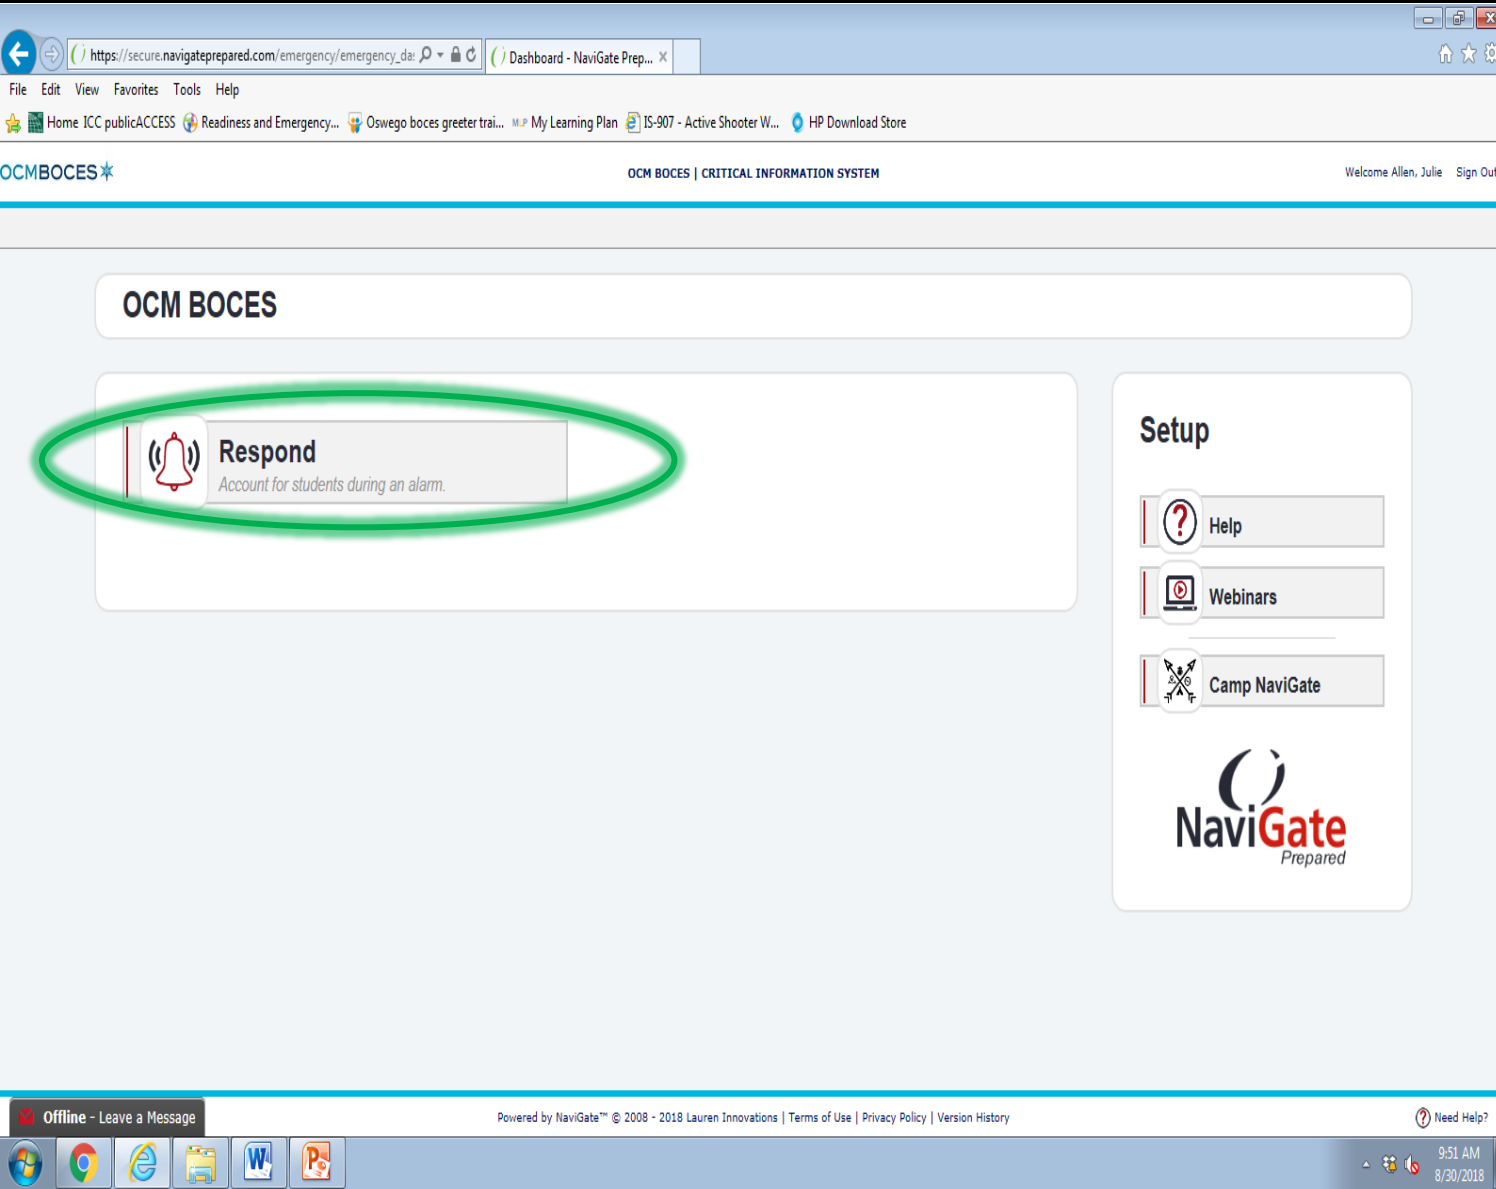 https://secure.navigateprepared.com/emergency/emergency_da:
Dashboard - NaviGate Prep...
File Edit View Favorites Tools Help
Home ICC publicACCESS Readiness and Emergency... Oswego boces greeter trai... MLP My Learning Plan IS-907 - Active Shooter W... HP Download Store
OCMBOCES
OCM BOCES | CRITICAL INFORMATION SYSTEM
Welcome Allen, Julie Sign Out
OCM BOCES
Respond
Account for students during an alarm.
Setup
Help
Webinars
Camp NaviGate
NaviGate
Prepared
Offline - Leave a Message
Powered by NaviGate™ © 2008 - 2018 Lauren Innovations | Terms of Use | Privacy Policy | Version History
Need Help?
9:51 AM
8/30/2018